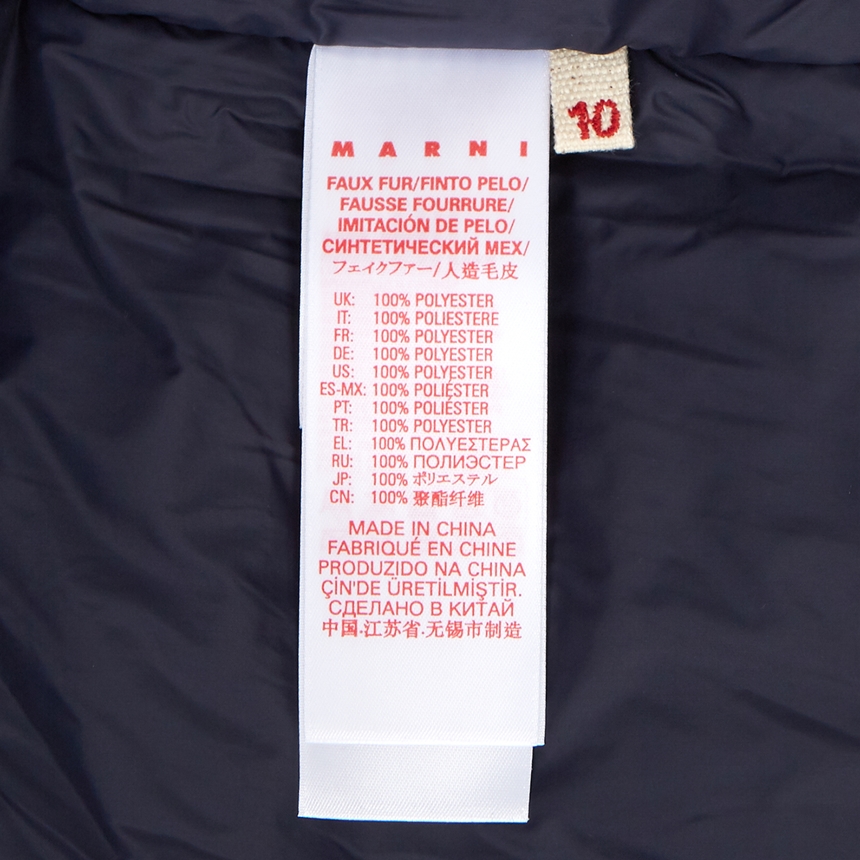 MARNI
10
FAUX FUR/FINTO PELO/
FAUSSE FOURRURE/
IMITACIÓN DE PELO/
СИНТЕТИЧЕСКИЙ МЕХ/
フェイクファー/人造毛皮
UK: 100% POLYESTER
IT: 100% POLIESTERE
FR: 100% POLYESTER
DE: 100% POLYESTER
US: 100% POLYESTER
ES-MX: 100% POLIÉSTER
PT: 100% POLIÉSTER
TR: 100% POLYESTER
EL: 100% ΠΟΛΥΕΣΤΕΡΑΣ
RU: 100% ПОЛИЭСТЕР
JP: 100% ポリエステル
CN: 100% 聚酯纤维
MADE IN CHINA
FABRIQUÉ EN CHINE
PRODUZIDO NA CHINA
ÇİN'DE ÜRETİLMİŞTİR.
СДЕЛАНО В КИТАЙ
中国.江苏省.无锡市制造